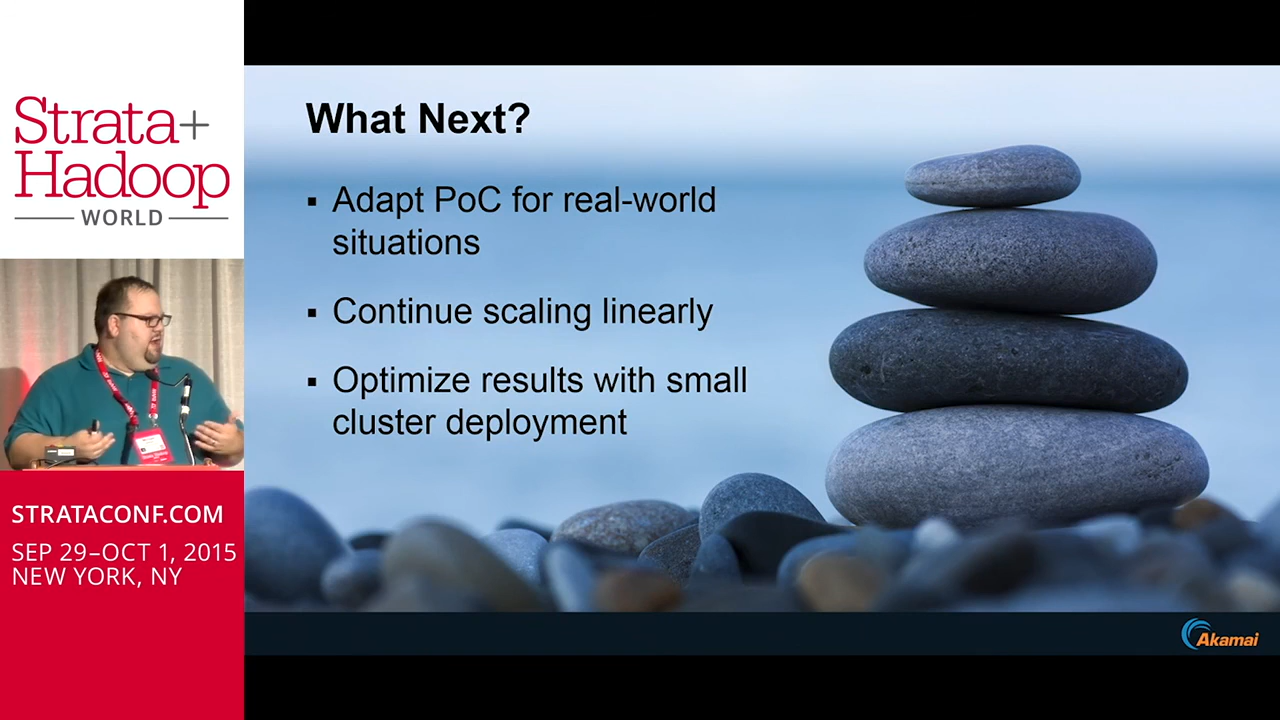 Strata+
Hadoop
WORLD
STRATACONF.COM
SEP 29–OCT 1, 2015
NEW YORK, NY
What Next?
▪ Adapt PoC for real-world
situations
▪ Continue scaling linearly
▪ Optimize results with small
cluster deployment
Akamai